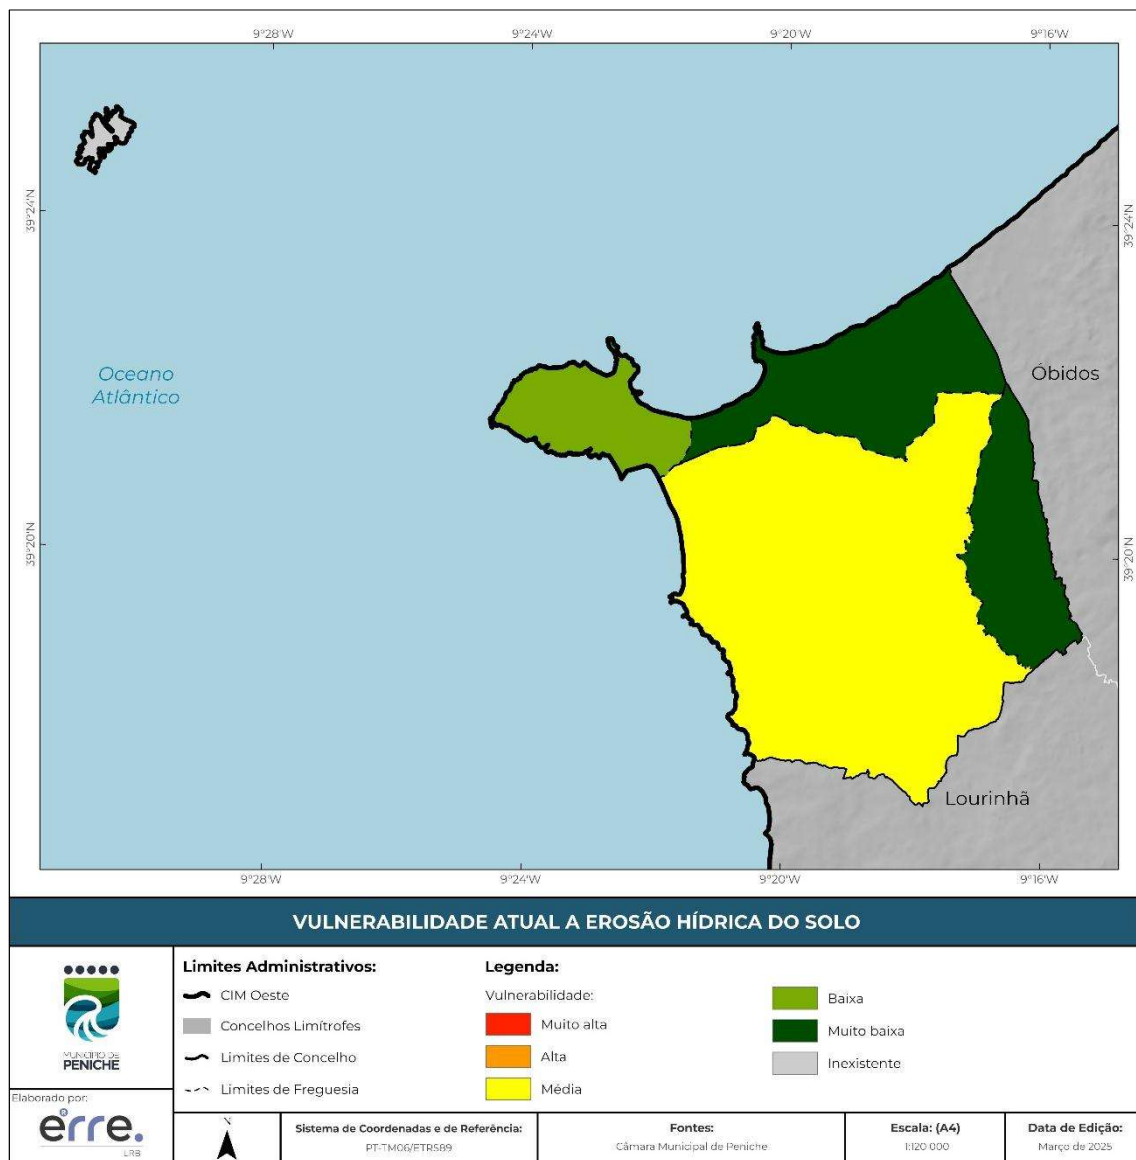 9°28'W
9°24'W
9°20'W
9°16'W
39°24'N
39°24'N
Oceano
Atlântico
Óbidos
39°20'N
39°20'N
Lourinhã
9°28'W
9°24'W
9°20'W
9°16'W
VULNERABILIDADE ATUAL A EROSÃO HÍDRICA DO SOLO
MUNICÍPIO DE
PENICHE
Limites Administrativos:
CIM Oeste
Concelhos Limítrofes
Limites de Concelho
Limites de Freguesia
Legenda:
Vulnerabilidade:
Muito alta
Alta
Média
Baixa
Muito baixa
Inexistente
Elaborado por:
ërre.
LRB
N
Sistema de Coordenadas e de Referência:
PT-TM06/ETRS89
Fontes:
Câmara Municipal de Peniche
Escala: (A4)
1:120 000
Data de Edição:
Março de 2025